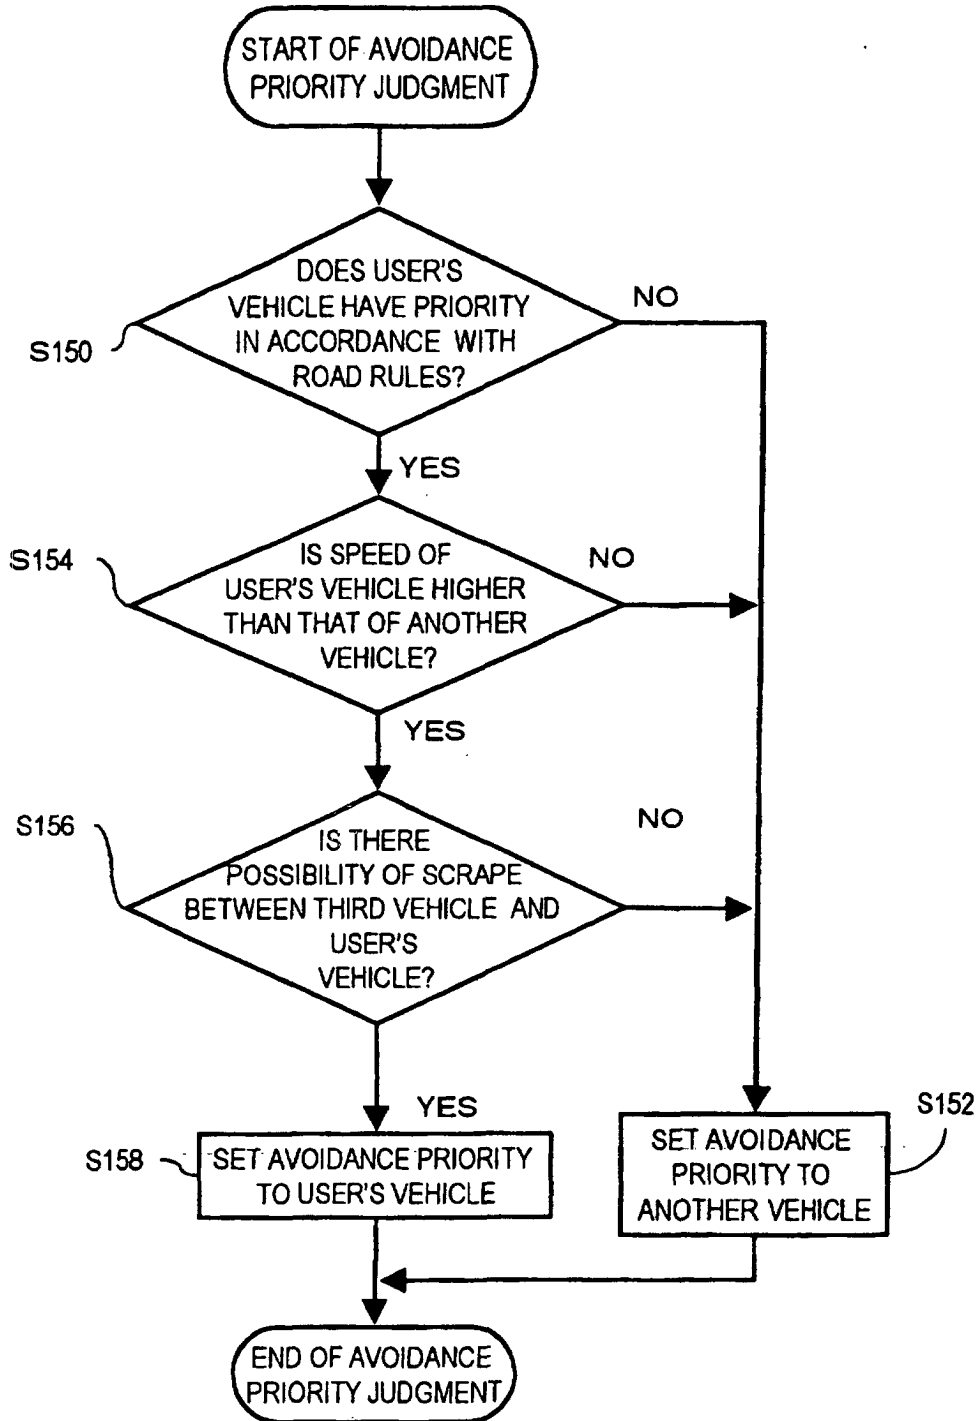 START OF AVOIDANCE
PRIORITY JUDGMENT
DOES USER'S
VEHICLE HAVE PRIORITY
IN ACCORDANCE WITH
ROAD RULES?
NO
S150
YES
IS SPEED OF
USER'S VEHICLE HIGHER
THAN THAT OF ANOTHER
VEHICLE?
NO
S154
YES
IS THERE
POSSIBILITY OF SCRAPE
BETWEEN THIRD VEHICLE AND
USER'S
VEHICLE?
NO
S156
YES
S158
SET AVOIDANCE PRIORITY
TO USER'S VEHICLE
S152
SET AVOIDANCE
PRIORITY TO
ANOTHER VEHICLE
END OF AVOIDANCE
PRIORITY JUDGMENT